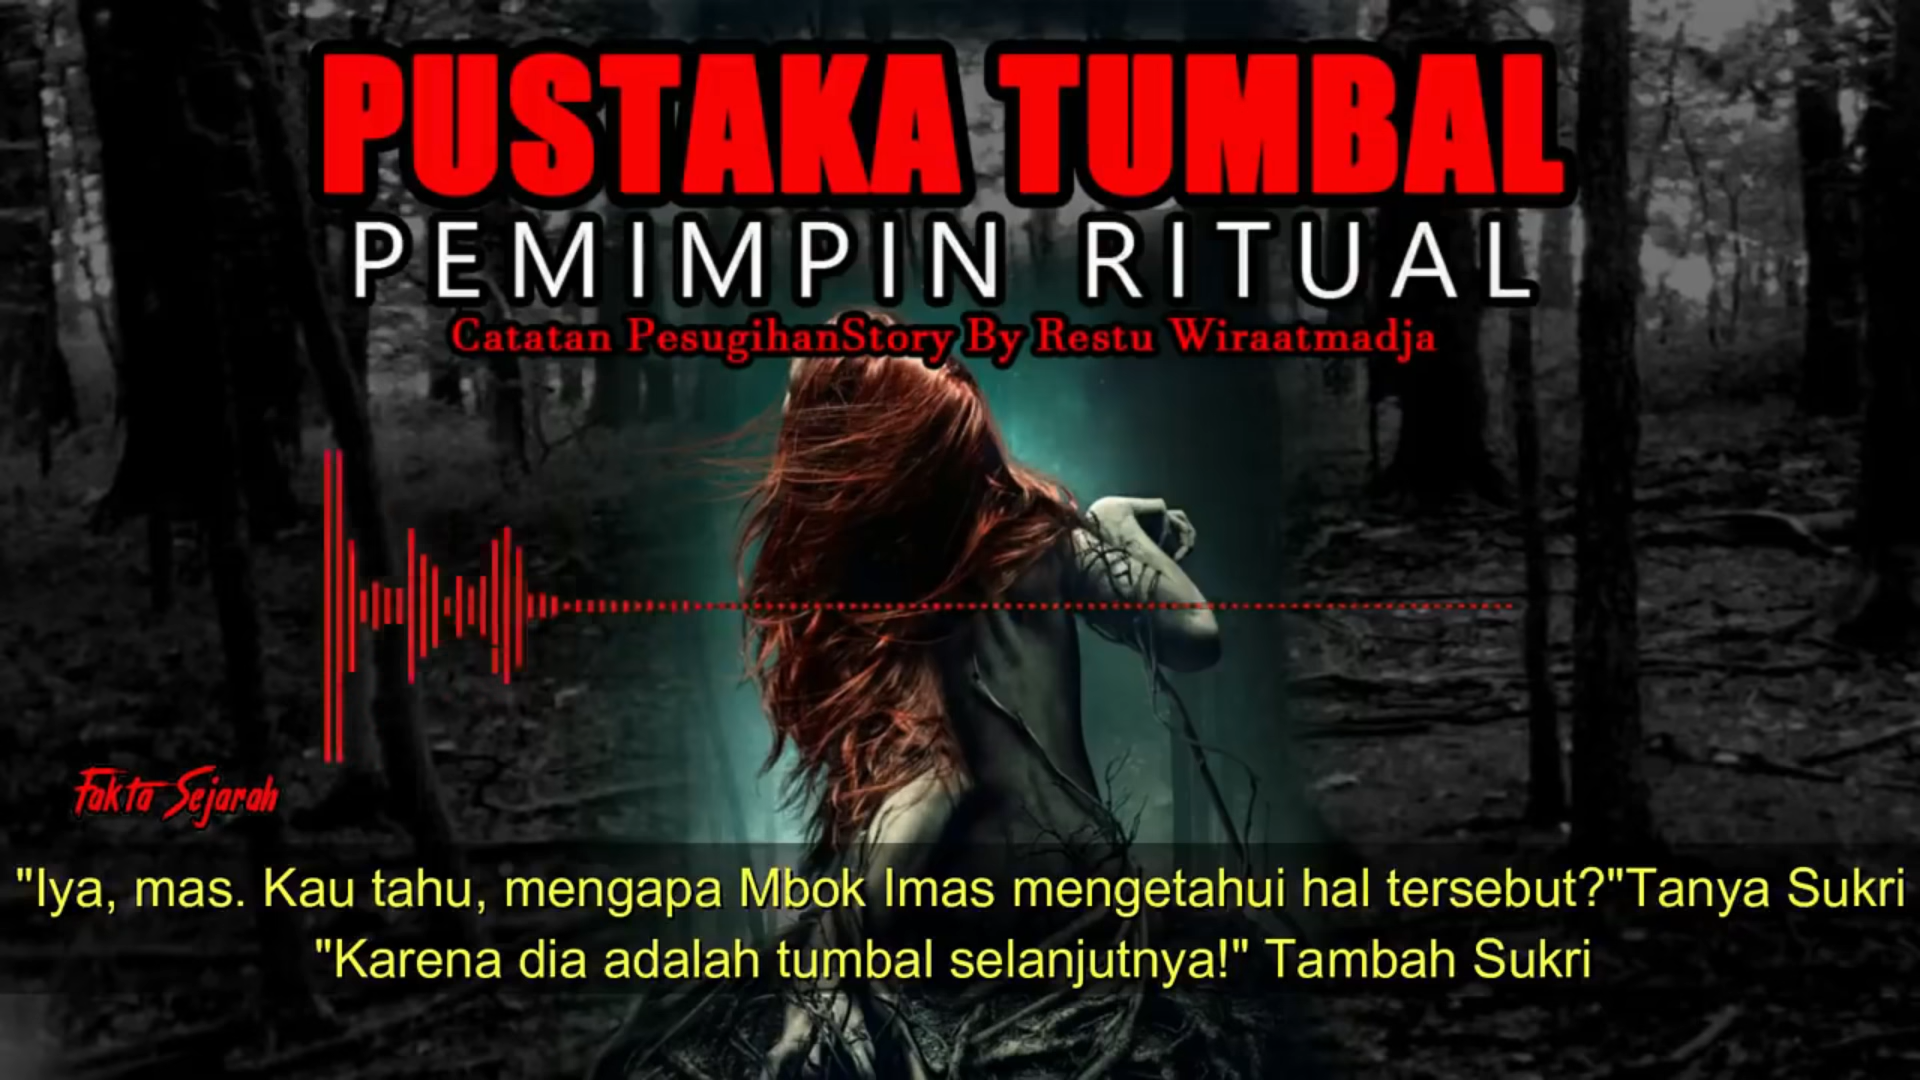 PUSTAKA TUMBAL
PEMIMPIN RITUAL
Catatan PesugihanStory By Restu Wiraatmadja
Fakta Sejarah
"Iya, mas. Kau tahu, mengapa Mbok Imas mengetahui hal tersebut?"Tanya Sukri
"Karena dia adalah tumbal selanjutnya!" Tambah Sukri